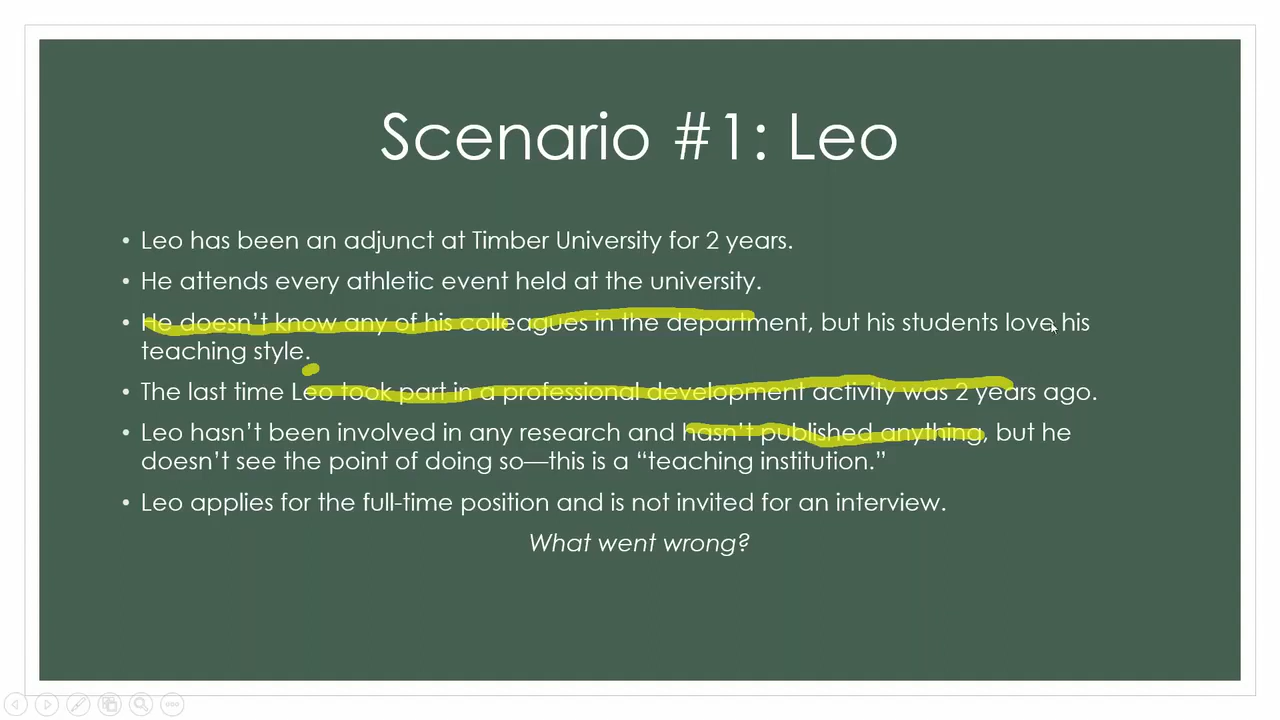 Scenario #1: Leo
• Leo has been an adjunct at Timber University for 2 years.
• He attends every athletic event held at the university.
• He doesn’t know any of his colleagues in the department, but his students love his
teaching style.
• The last time Leo took part in a professional development activity was 2 years ago.
• Leo hasn’t been involved in any research and hasn’t published anything, but he
doesn’t see the point of doing so—this is a “teaching institution.”
• Leo applies for the full-time position and is not invited for an interview.
What went wrong?